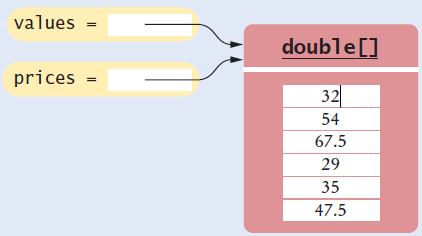 values =
prices =
double[]
32
54
67.5
29
35
47.5